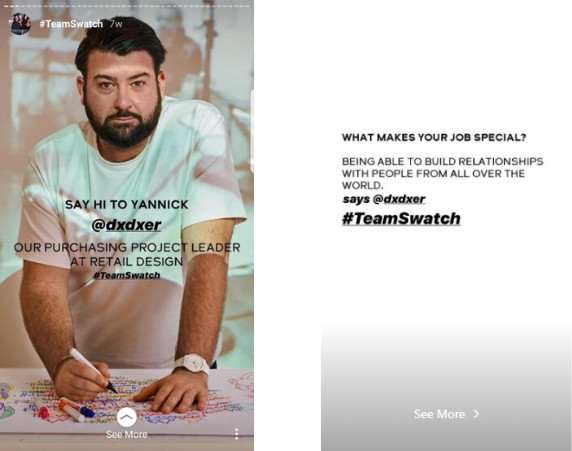 #TeamSwatch 7w
SAY HI TO YANNICK
@dxdxer
OUR PURCHASING PROJECT LEADER
AT RETAIL DESIGN
#TeamSwatch
See More
WHAT MAKES YOUR JOB SPECIAL?
BEING ABLE TO BUILD RELATIONSHIPS
WITH PEOPLE FROM ALL OVER THE
WORLD.
says @dxdxer
#TeamSwatch
See More